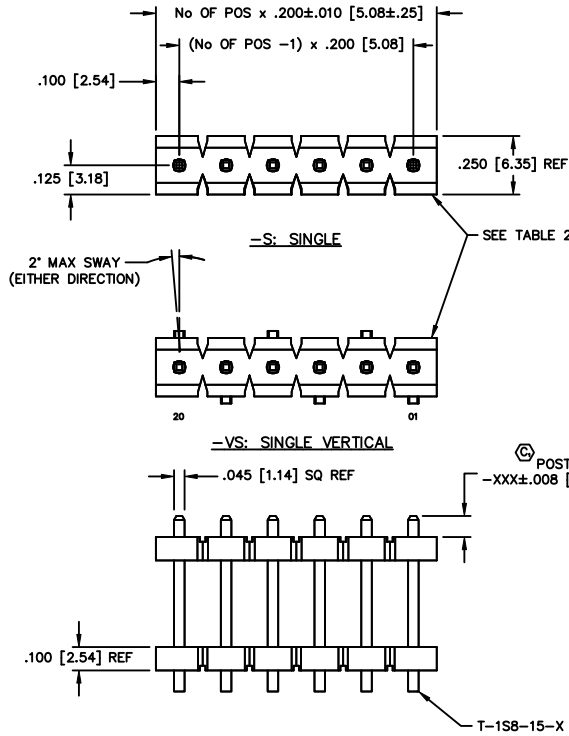 No OF POS x .200±.010 [5.08±.25]
(No OF POS -1) x .200 [5.08]
.100 [2.54]
.125 [3.18]
.250 [6.35] REF
-S: SINGLE
SEE TABLE 2
2° MAX SWAY
(EITHER DIRECTION)
20
01
-VS: SINGLE VERTICAL
C
POST
.045 [1.14] SQ REF
-XXX±.008 [
.100 [2.54] REF
T-1S8-15-X